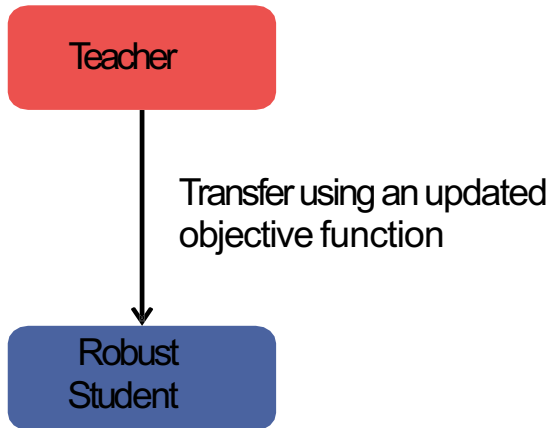 Teacher
Transfer using an updated
objective function
Robust
Student